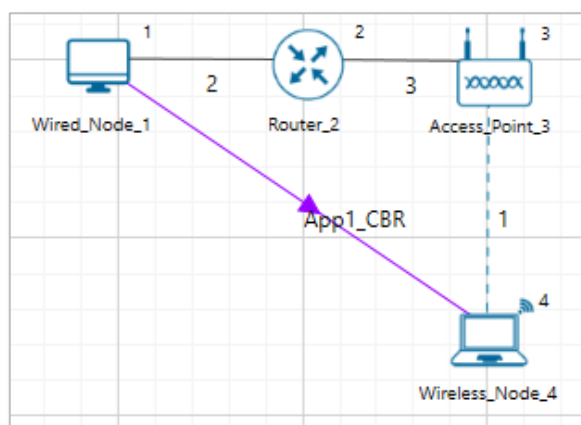 1
2
3
2
3
Wired_Node_1
Router_2
Access_Point_3
App1_CBR
1
4
Wireless_Node_4